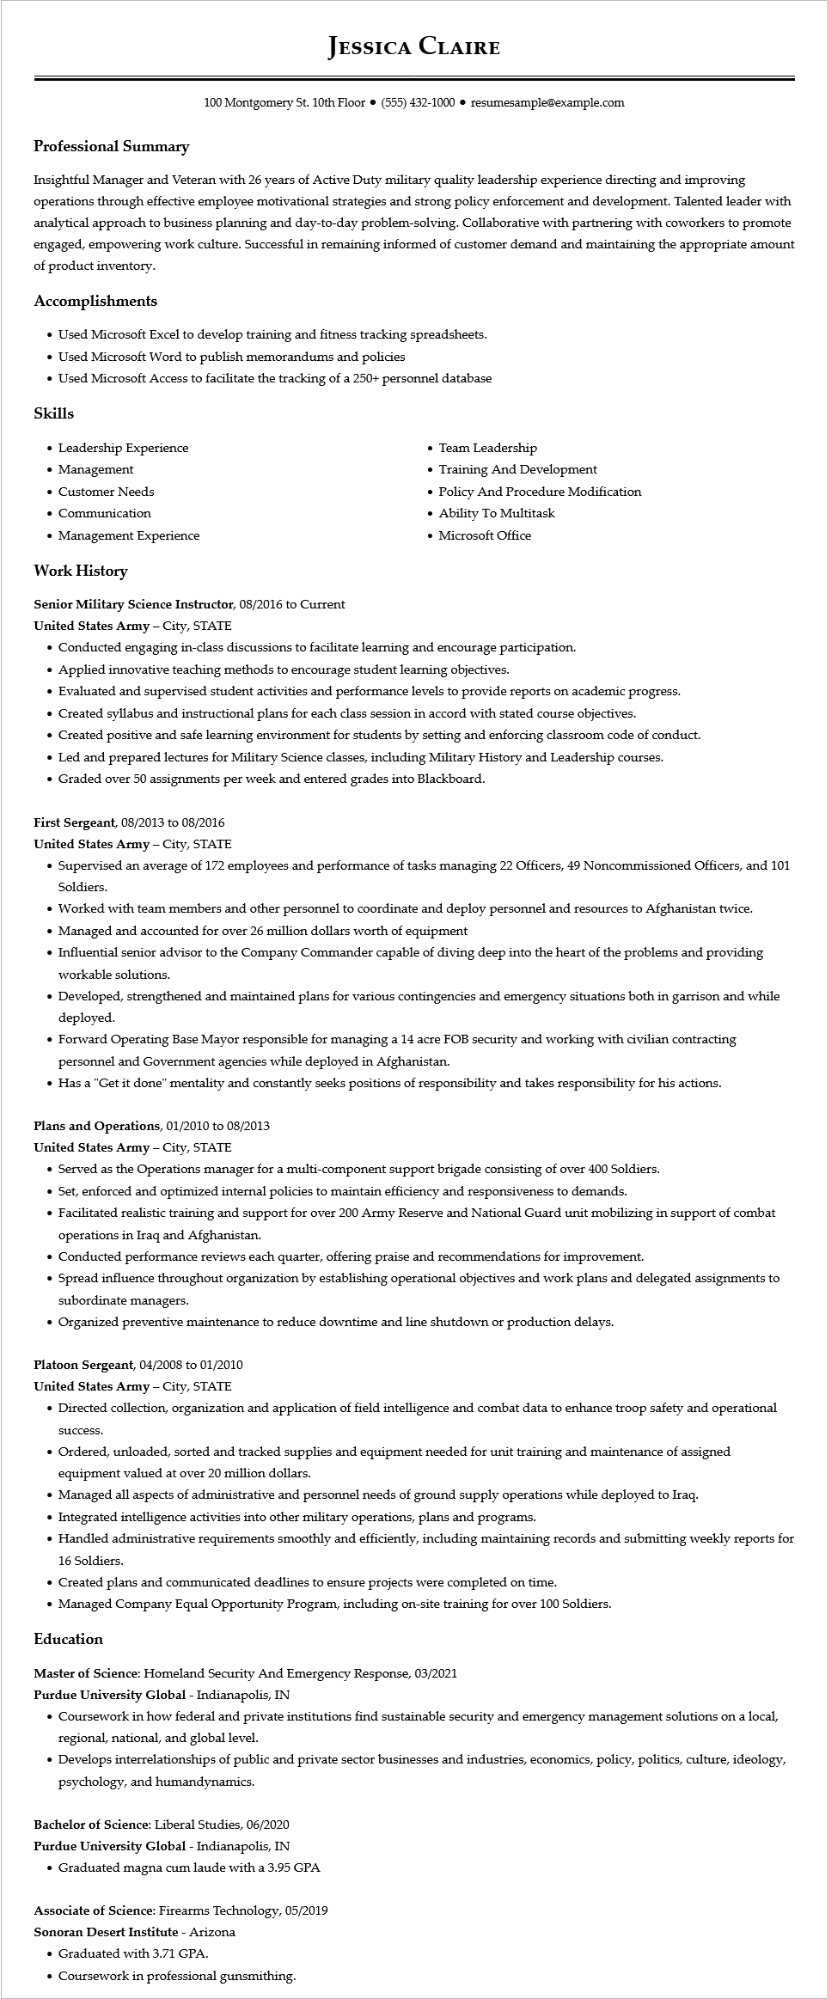 Jessica Claire
100 Montgomery St. 10th Floor ● (555) 432-1000 ● resumesample@example.com
Professional Summary
Insightful Manager and Veteran with 26 years of Active Duty military quality leadership experience directing and improving
operations through effective employee motivational strategies and strong policy enforcement and development. Talented leader with
analytical approach to business planning and day-to-day problem-solving. Collaborative with partnering with coworkers to promote
engaged, empowering work culture. Successful in remaining informed of customer demand and maintaining the appropriate amount
of product inventory.
Accomplishments
• Used Microsoft Excel to develop training and fitness tracking spreadsheets.
• Used Microsoft Word to publish memorandums and policies
• Used Microsoft Access to facilitate the tracking of a 250+ personnel database
Skills
• Leadership Experience
• Management
• Customer Needs
• Communication
• Management Experience
• Team Leadership
• Training And Development
• Policy And Procedure Modification
• Ability To Multitask
• Microsoft Office
Work History
Senior Military Science Instructor, 08/2016 to Current
United States Army – City, STATE
• Conducted engaging in-class discussions to facilitate learning and encourage participation.
• Applied innovative teaching methods to encourage student learning objectives.
• Evaluated and supervised student activities and performance levels to provide reports on academic progress.
• Created syllabus and instructional plans for each class session in accord with stated course objectives.
• Created positive and safe learning environment for students by setting and enforcing classroom code of conduct.
• Led and prepared lectures for Military Science classes, including Military History and Leadership courses.
• Graded over 50 assignments per week and entered grades into Blackboard.
First Sergeant, 08/2013 to 08/2016
United States Army – City, STATE
• Supervised an average of 172 employees and performance of tasks managing 22 Officers, 49 Noncommissioned Officers, and 101
Soldiers.
• Worked with team members and other personnel to coordinate and deploy personnel and resources to Afghanistan twice.
• Managed and accounted for over 26 million dollars worth of equipment
• Influential senior advisor to the Company Commander capable of diving deep into the heart of the problems and providing
workable solutions.
• Developed, strengthened and maintained plans for various contingencies and emergency situations both in garrison and while
deployed.
• Forward Operating Base Mayor responsible for managing a 14 acre FOB security and working with civilian contracting
personnel and Government agencies while deployed in Afghanistan.
• Has a "Get it done" mentality and constantly seeks positions of responsibility and takes responsibility for his actions.
Plans and Operations, 01/2010 to 08/2013
United States Army – City, STATE
• Served as the Operations manager for a multi-component support brigade consisting of over 400 Soldiers.
• Set, enforced and optimized internal policies to maintain efficiency and responsiveness to demands.
• Facilitated realistic training and support for over 200 Army Reserve and National Guard unit mobilizing in support of combat
operations in Iraq and Afghanistan.
• Conducted performance reviews each quarter, offering praise and recommendations for improvement.
• Spread influence throughout organization by establishing operational objectives and work plans and delegated assignments to
subordinate managers.
• Organized preventive maintenance to reduce downtime and line shutdown or production delays.
Platoon Sergeant, 04/2008 to 01/2010
United States Army – City, STATE
• Directed collection, organization and application of field intelligence and combat data to enhance troop safety and operational
success.
• Ordered, unloaded, sorted and tracked supplies and equipment needed for unit training and maintenance of assigned
equipment valued at over 20 million dollars.
• Managed all aspects of administrative and personnel needs of ground supply operations while deployed to Iraq.
• Integrated intelligence activities into other military operations, plans and programs.
• Handled administrative requirements smoothly and efficiently, including maintaining records and submitting weekly reports for
16 Soldiers.
• Created plans and communicated deadlines to ensure projects were completed on time.
• Managed Company Equal Opportunity Program, including on-site training for over 100 Soldiers.
Education
Master of Science: Homeland Security And Emergency Response, 03/2021
Purdue University Global - Indianapolis, IN
• Coursework in how federal and private institutions find sustainable security and emergency management solutions on a local,
regional, national, and global level.
• Develops interrelationships of public and private sector businesses and industries, economics, policy, politics, culture, ideology,
psychology, and humandynamics.
Bachelor of Science: Liberal Studies, 06/2020
Purdue University Global - Indianapolis, IN
• Graduated magna cum laude with a 3.95 GPA
Associate of Science: Firearms Technology, 05/2019
Sonoran Desert Institute - Arizona
• Graduated with 3.71 GPA.
• Coursework in professional gunsmithing.